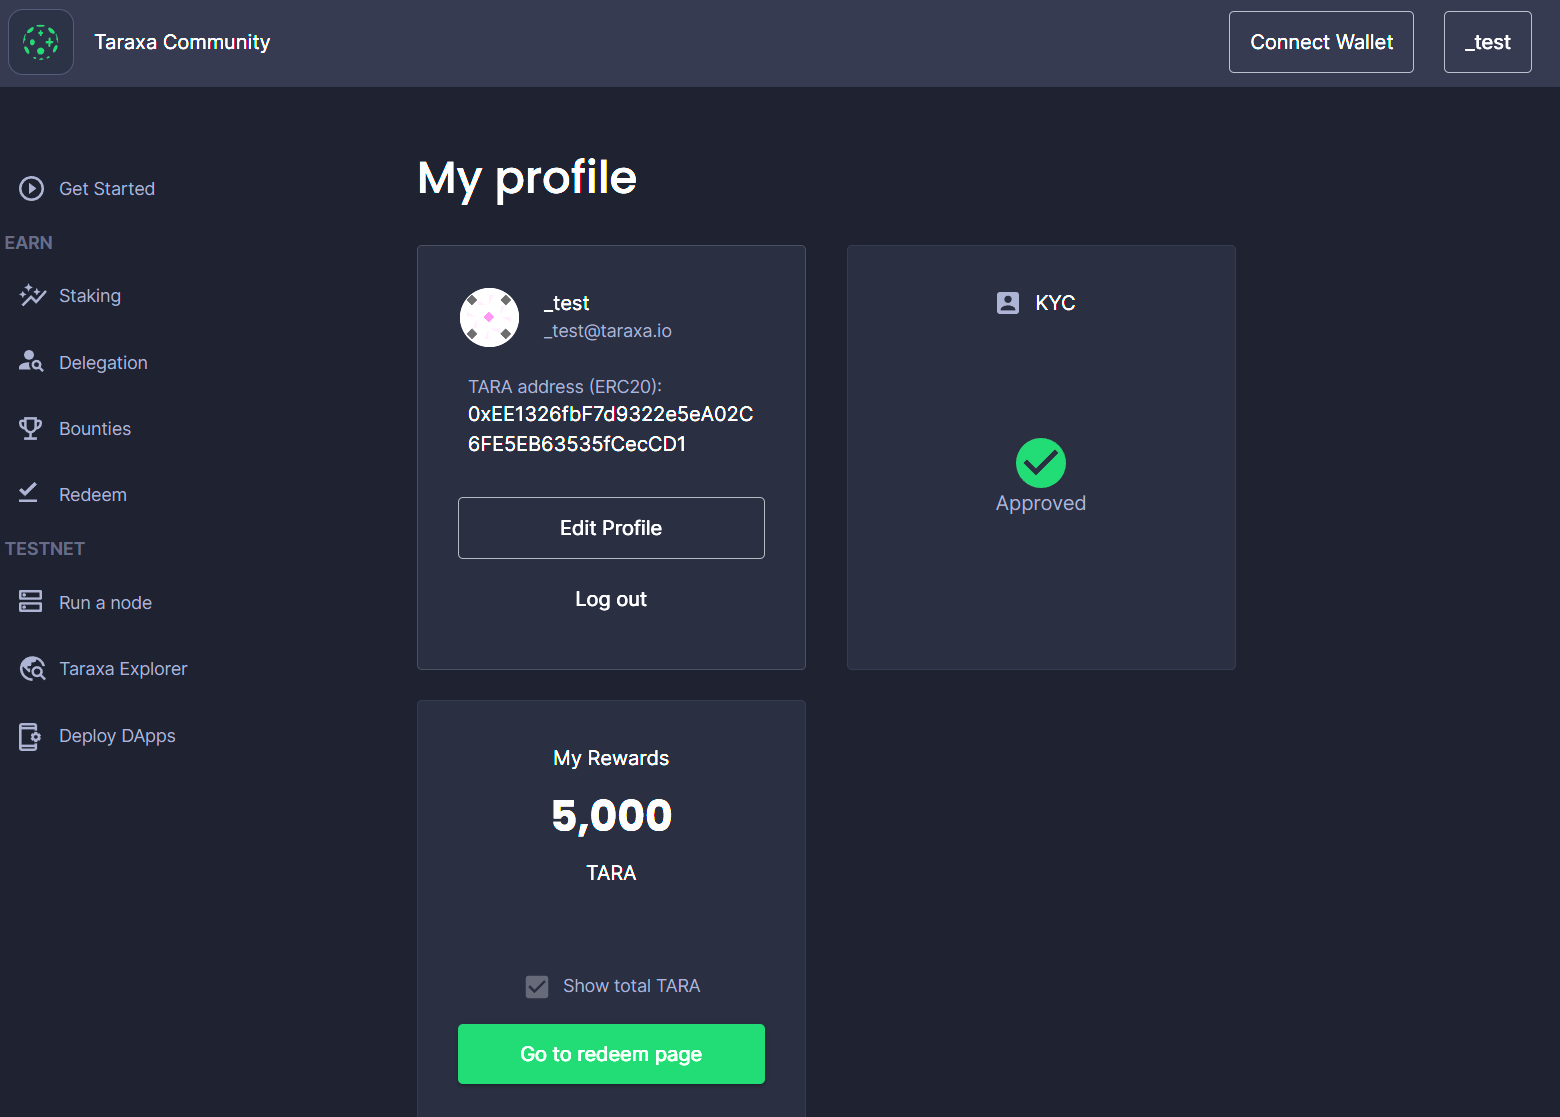 Taraxa Community
Connect Wallet
_test
Get Started
EARN
Staking
Delegation
Bounties
Redeem
TESTNET
Run a node
Taraxa Explorer
Deploy DApps
My profile
_test
_test@taraxa.io
TARA address (ERC20):
0xEE1326fbF7d9322e5eA02C
6FE5EB63535fCecCD1
Edit Profile
Log out
KYC
Approved
My Rewards
5,000
TARA
Show total TARA
Go to redeem page